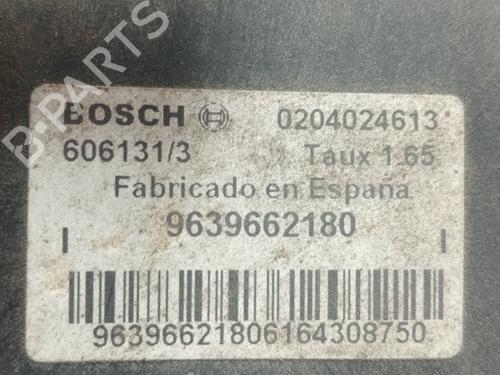 B-PARTS
BOSCH 0204024613
606131/3 Taux 1.65
Fabricado en España
9639662180
96396621806164308750